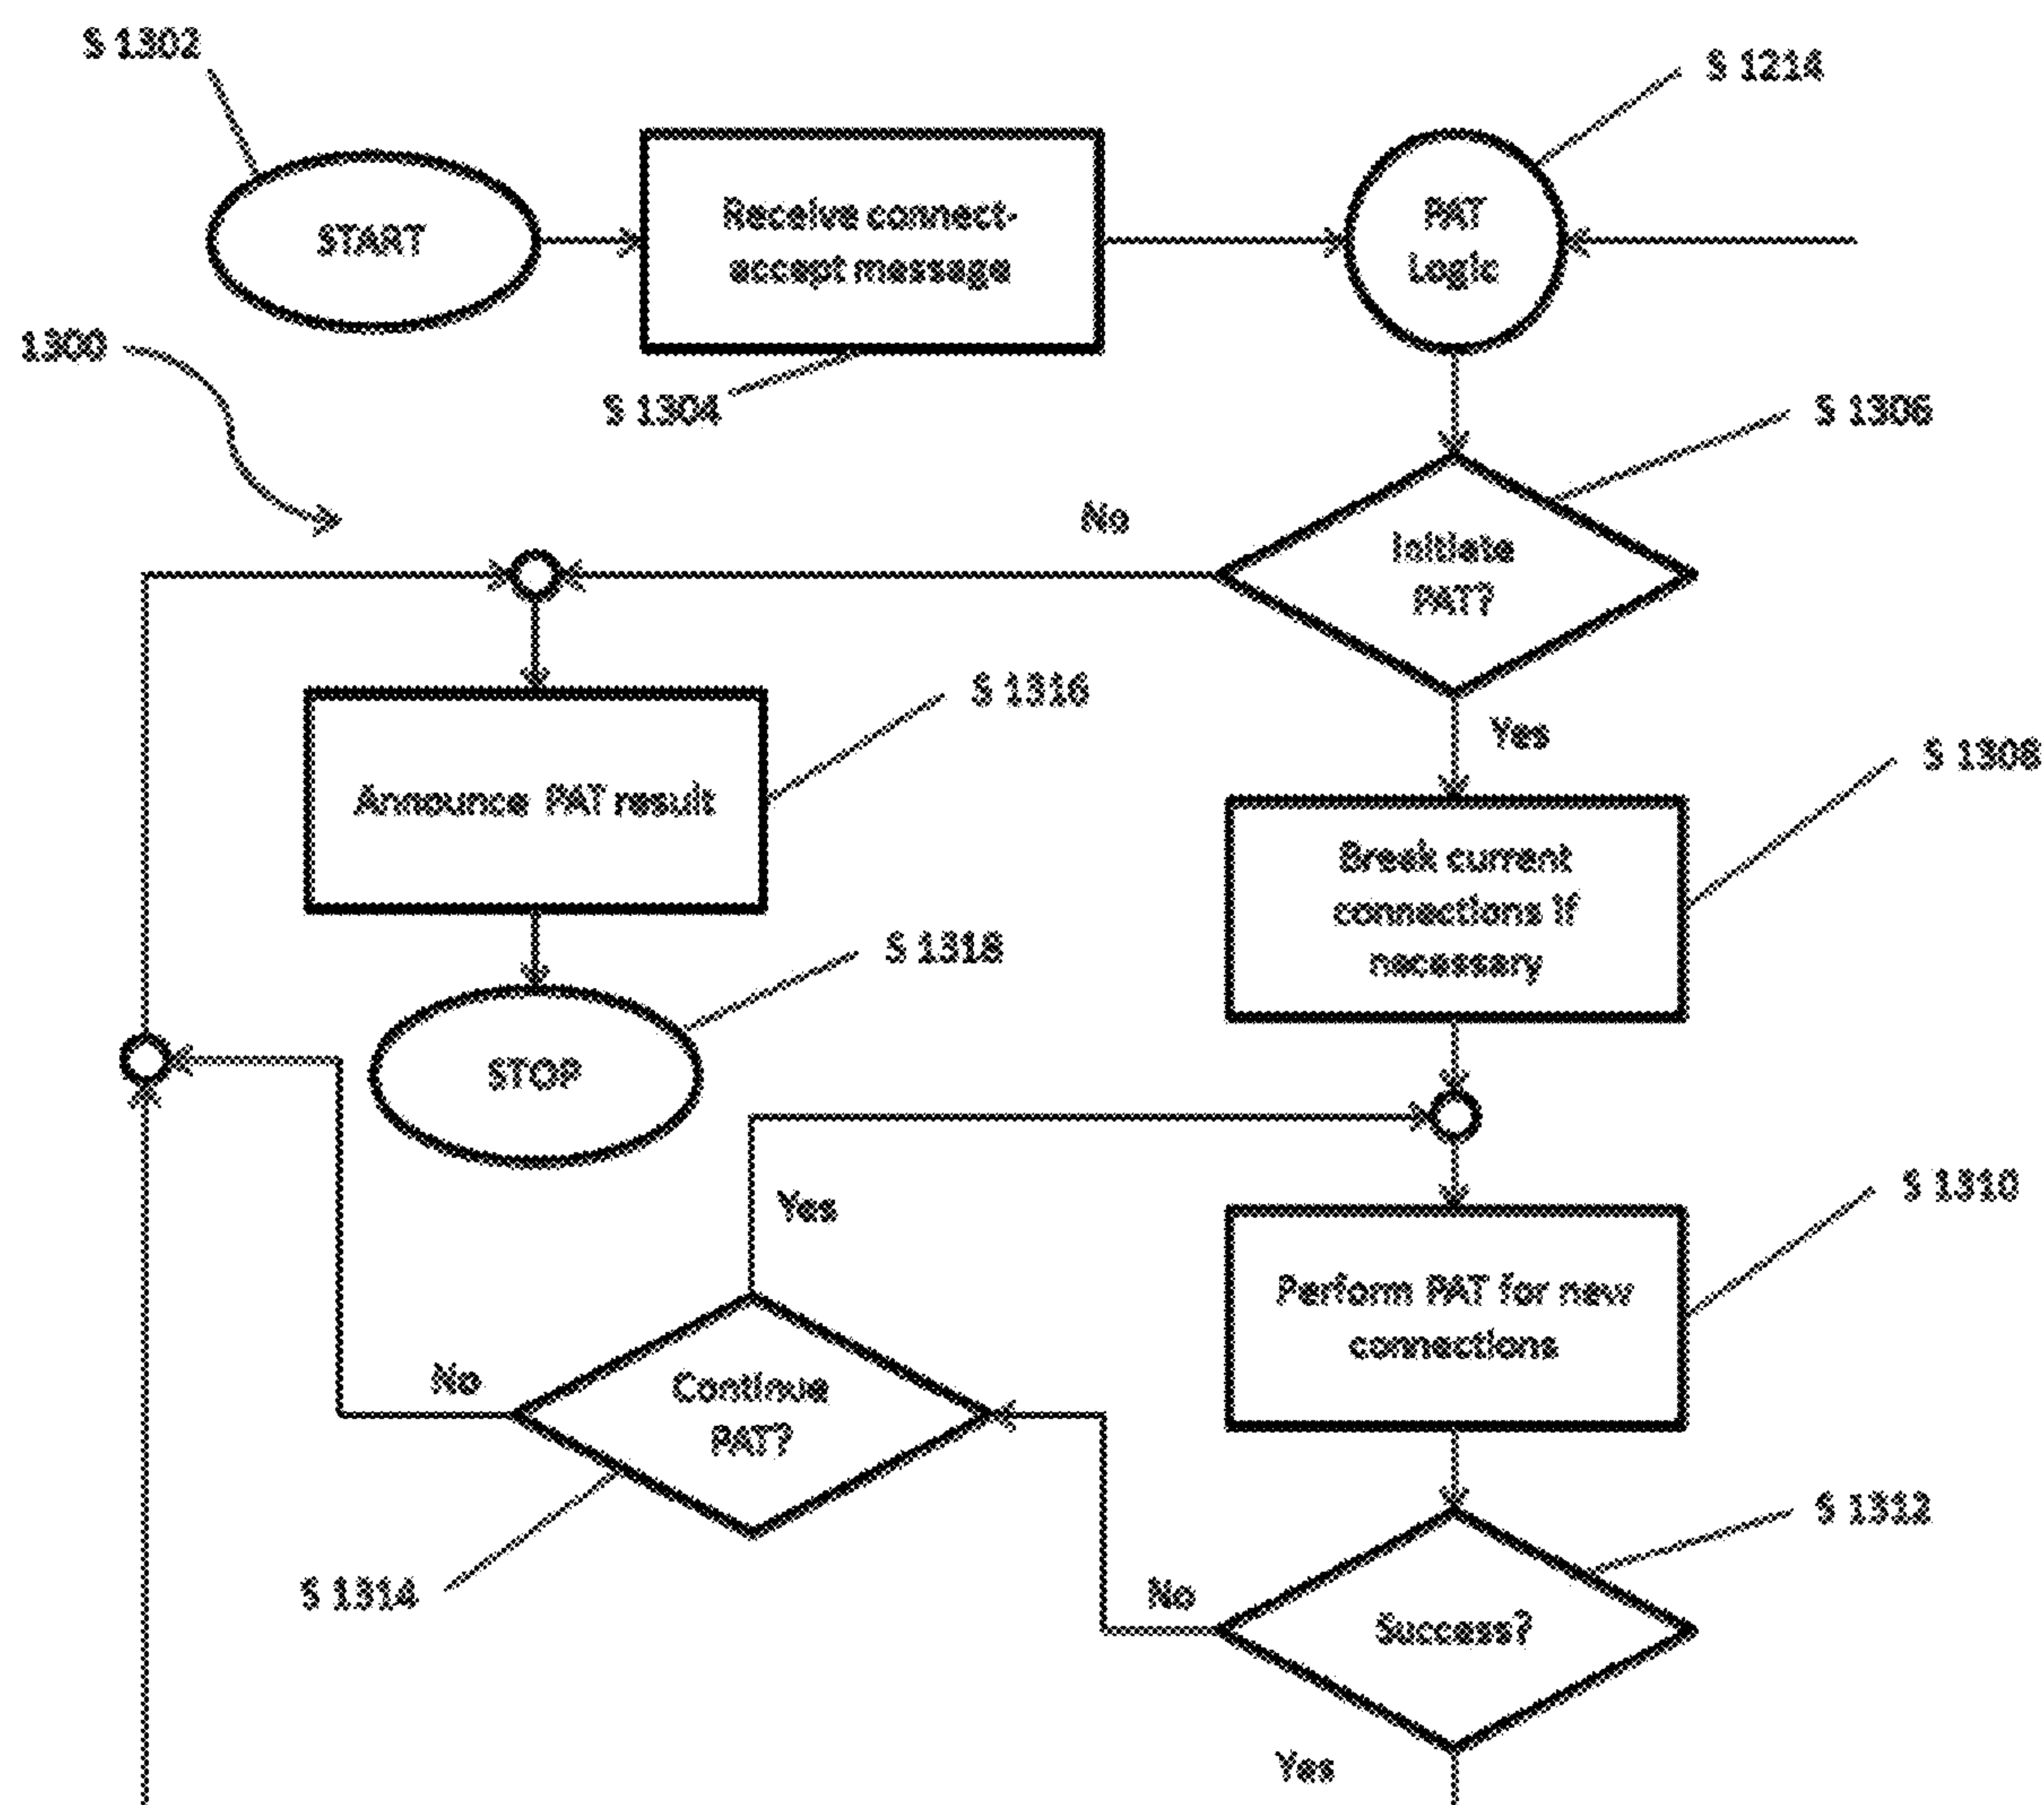 S 1302
S 1214
START
Receive connect-
accept message
PAT
Logic
1300
S 1304
S 1306
No
Initiate
PAT?
S 1316
Yes
S 1308
Announce PAT result
Break current
connections if
necessary
S 1318
STOP
Yes
S 1310
Perform PAT for new
connections
No
Continue
PAT?
S 1312
S 1314
No
Success?
Yes